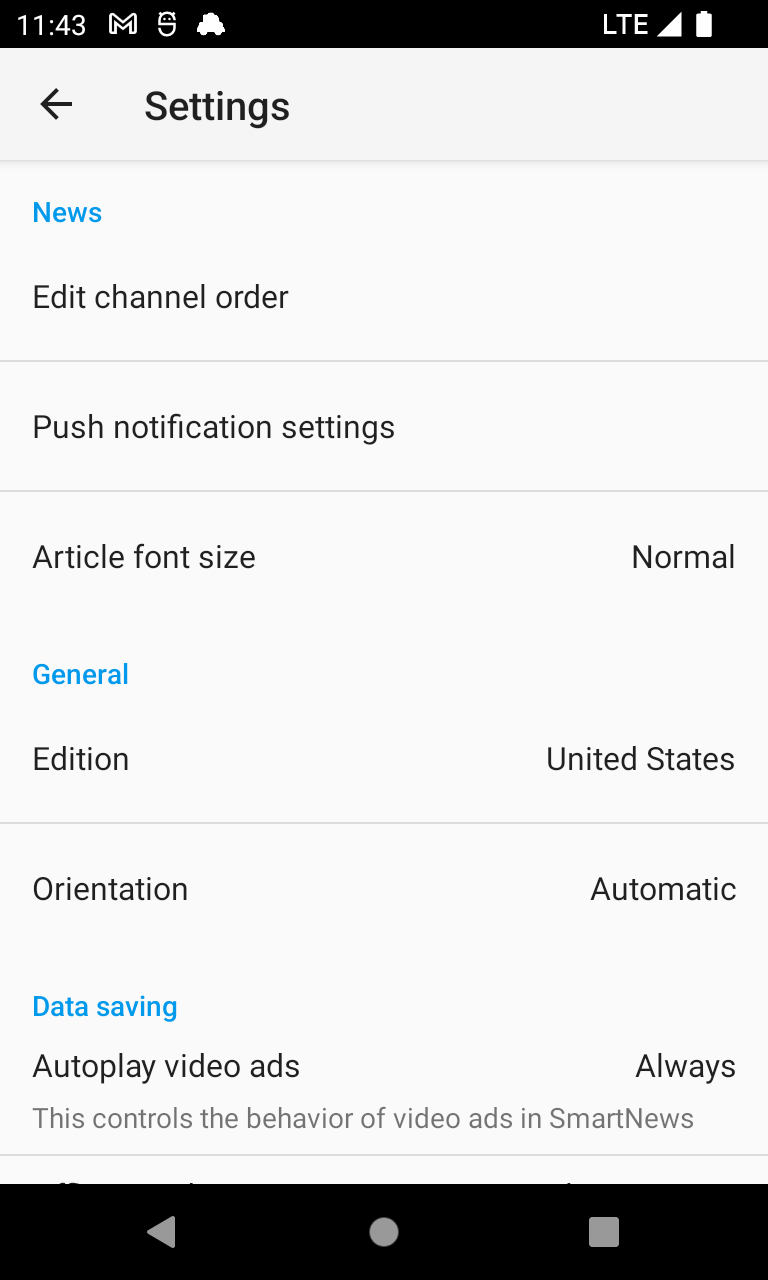 11:43
LTE
Settings
News
Edit channel order
Push notification settings
Article font size Normal
General
Edition United States
Orientation Automatic
Data saving
Autoplay video ads Always
This controls the behavior of video ads in SmartNews